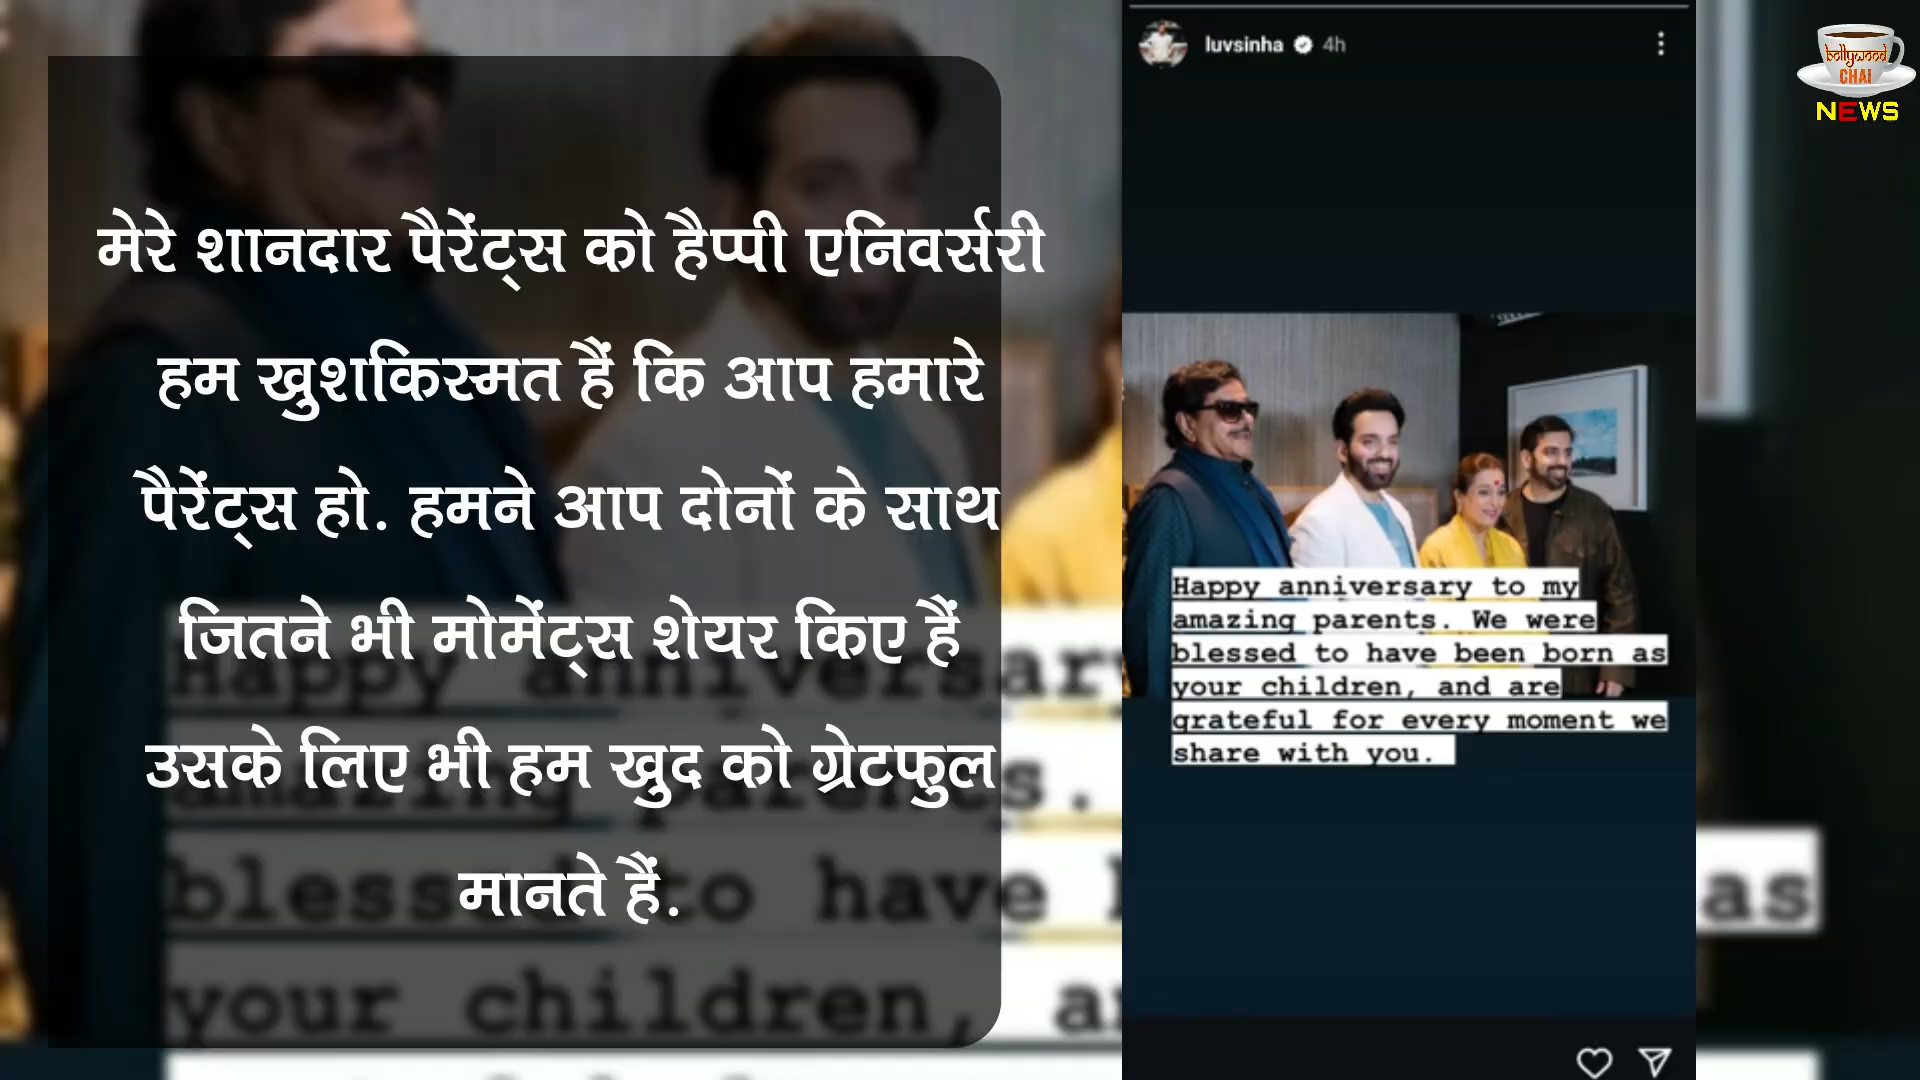 मेरे शानदार पैरेंट्स को हैप्पी एनिवर्सरी
हम खुशकिस्मत हैं कि आप हमारे
पैरेंट्स हो. हमने आप दोनों के साथ
जितने भी मोमेंट्स शेयर किए हैं
उसके लिए भी हम खुद को ग्रेटफुल
मानते हैं.
luvsinha 4h
Happy anniversary to my
amazing parents. We were
blessed to have been born as
your children, and are
grateful for every moment we
share with you.
bollywood
CHAI
NEWS